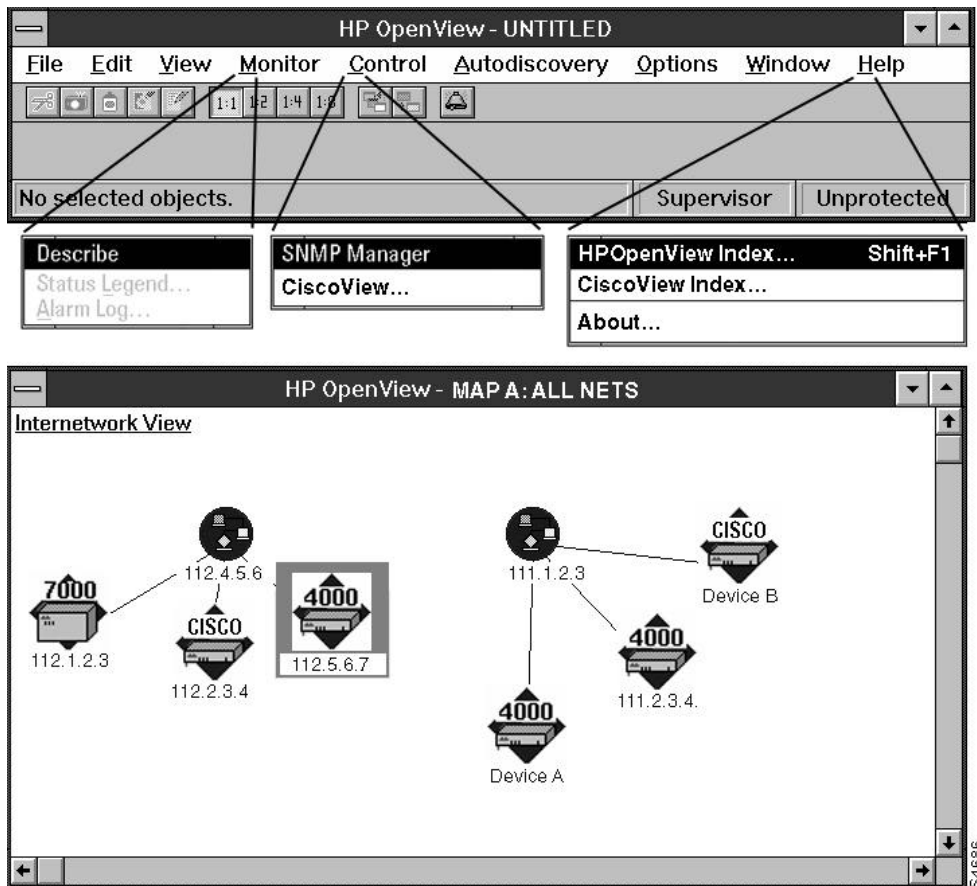 HP OpenView - UNTITLED
File Edit View Monitor Control Autodiscovery Options Window Help
1:1 1:2 1:4 1:8
No selected objects. Supervisor Unprotected
Describe
Status Legend...
Alarm Log...
SNMP Manager
CiscoView...
HPOpenView Index... Shift+F1
CiscoView Index...
About...
HP OpenView - MAP A: ALL NETS
Internetwork View
7000
112.1.2.3
112.4.5.6
CISCO
112.2.3.4
4000
112.5.6.7
111.1.2.3
CISCO
Device B
4000
111.2.3.4.
4000
Device A